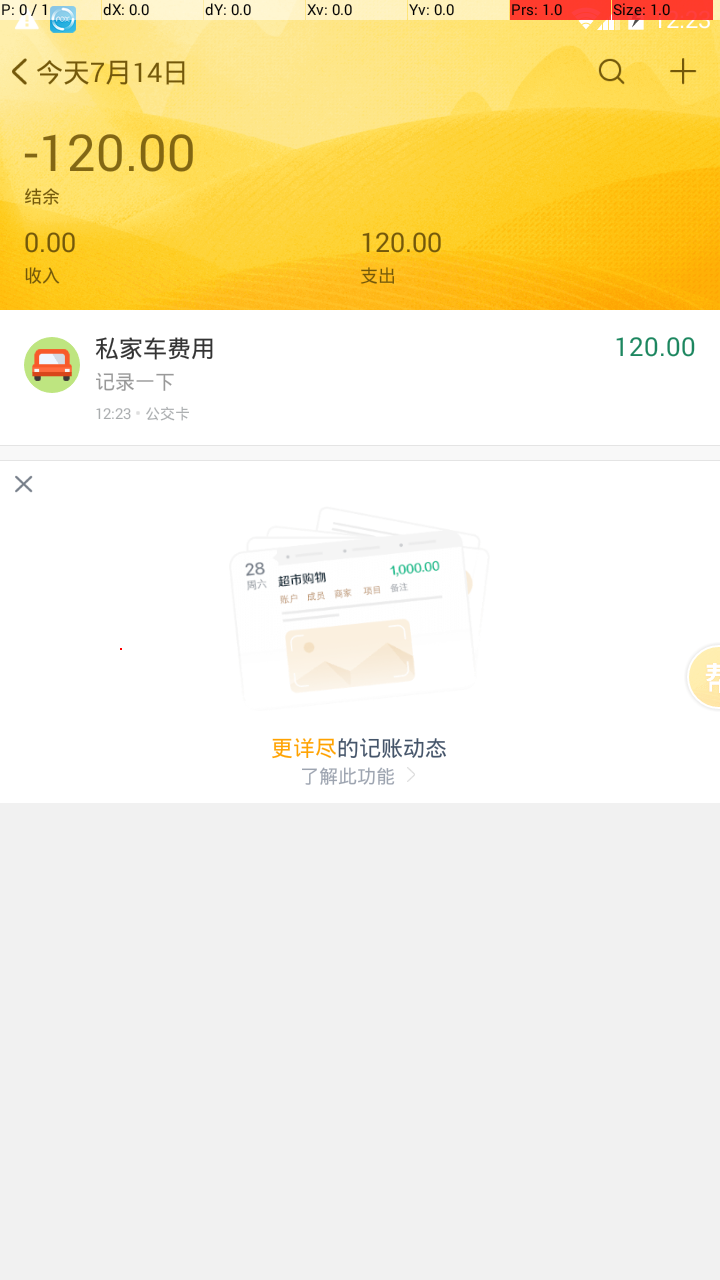 P: 0 / 1 dX: 0.0 dY: 0.0 Xv: 0.0 Yv: 0.0 Prs: 1.0 Size: 1.0
12:23
今天7月14日
-120.00
结余
0.00 120.00
收入 支出
私家车费用 120.00
记录一下
12:23 • 公交卡
28 周六
超市购物 1,000.00
账户 成员 商家 项目 备注
更详尽的记账动态
了解此功能